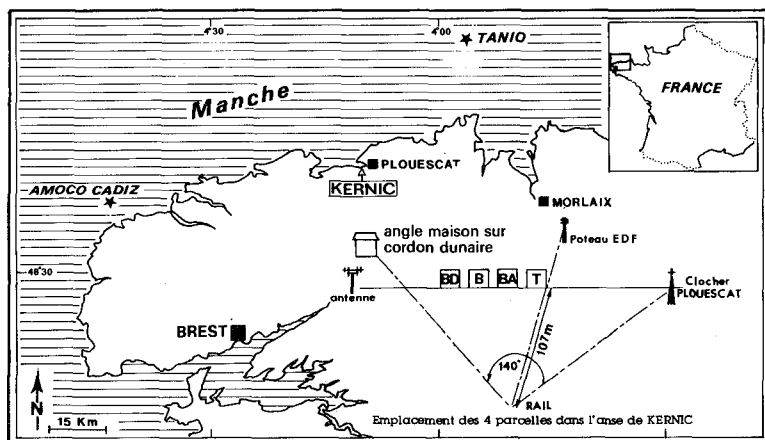 4°30
4°00
TANIO
FRANCE
Manche
PLOUESCAT
KERNIC
AMOCO CADIZ
MORLAIX
angle maison sur
cordon dunaire
Poteau EDF
48°30
antenne
BD
B
BA
T
Clocher
PLOUESCAT
BREST
107m
140°
N
15 Km
RAIL
Emplacement des 4 parcelles dans l'anse de KERNIC